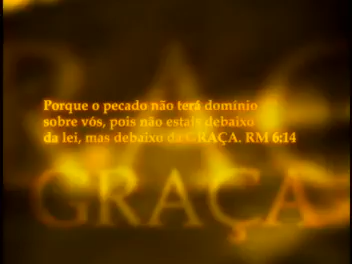 GRAÇA
Porque o pecado não terá domínio
sobre vós, pois não estais debaixo
da lei, mas debaixo da GRAÇA. RM 6:14
GRAÇA